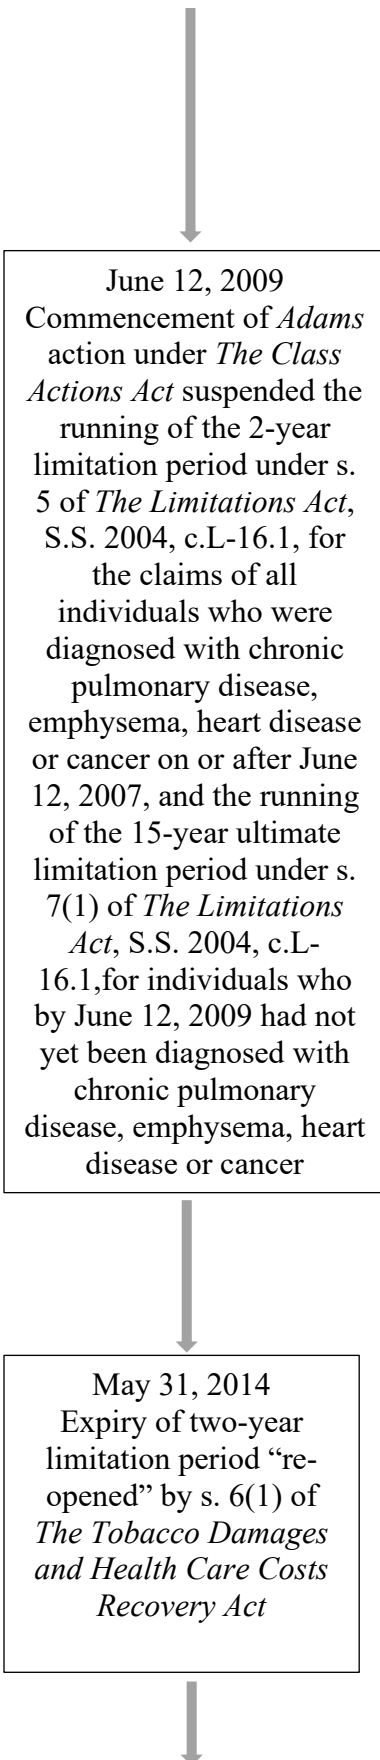 June 12, 2009
Commencement of Adams
action under The Class
Actions Act suspended the
running of the 2-year
limitation period under s.
5 of The Limitations Act,
S.S. 2004, c.L-16.1, for
the claims of all
individuals who were
diagnosed with chronic
pulmonary disease,
emphysema, heart disease
or cancer on or after June
12, 2007, and the running
of the 15-year ultimate
limitation period under s.
7(1) of The Limitations
Act, S.S. 2004, c.L-
16.1,for individuals who
by June 12, 2009 had not
yet been diagnosed with
chronic pulmonary
disease, emphysema, heart
disease or cancer
May 31, 2014
Expiry of two-year
limitation period “re-
opened” by s. 6(1) of
The Tobacco Damages
and Health Care Costs
Recovery Act